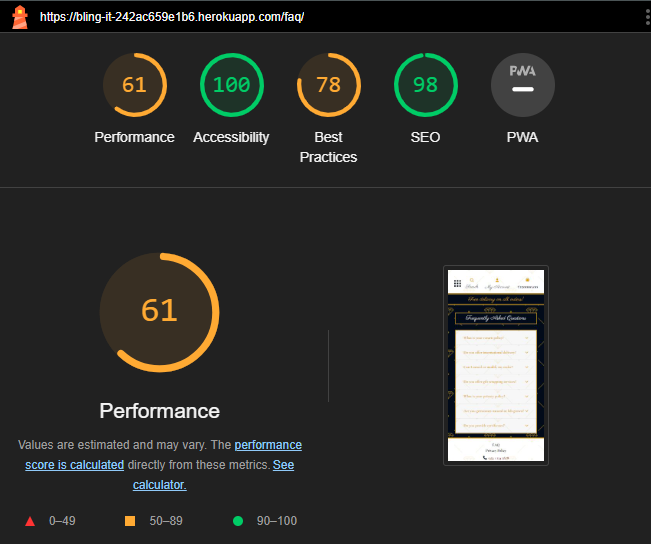 https://bling-it-242ac659e1b6.herokuapp.com/faq/
61
100
78
98
PWA
Performance
Accessibility
Best
Practices
SEO
PWA
61
Performance
Values are estimated and may vary. The performance
score is calculated directly from these metrics. See
calculator.
0–49
50–89
90–100
Free delivery on all orders!
Frequently Asked Questions